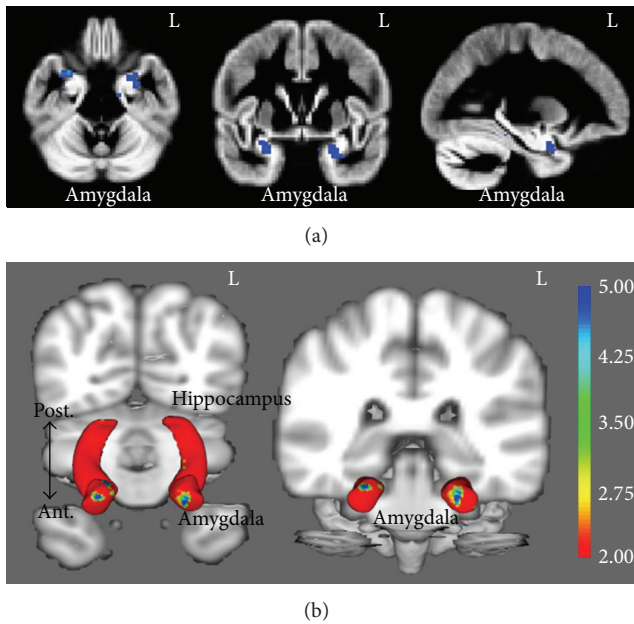 L
L
L
Amygdala
Amygdala
Amygdala
(a)
L
L
5.00
4.25
3.50
2.75
2.00
Hippocampus
Post.
Ant.
Amygdala
Amygdala
(b)